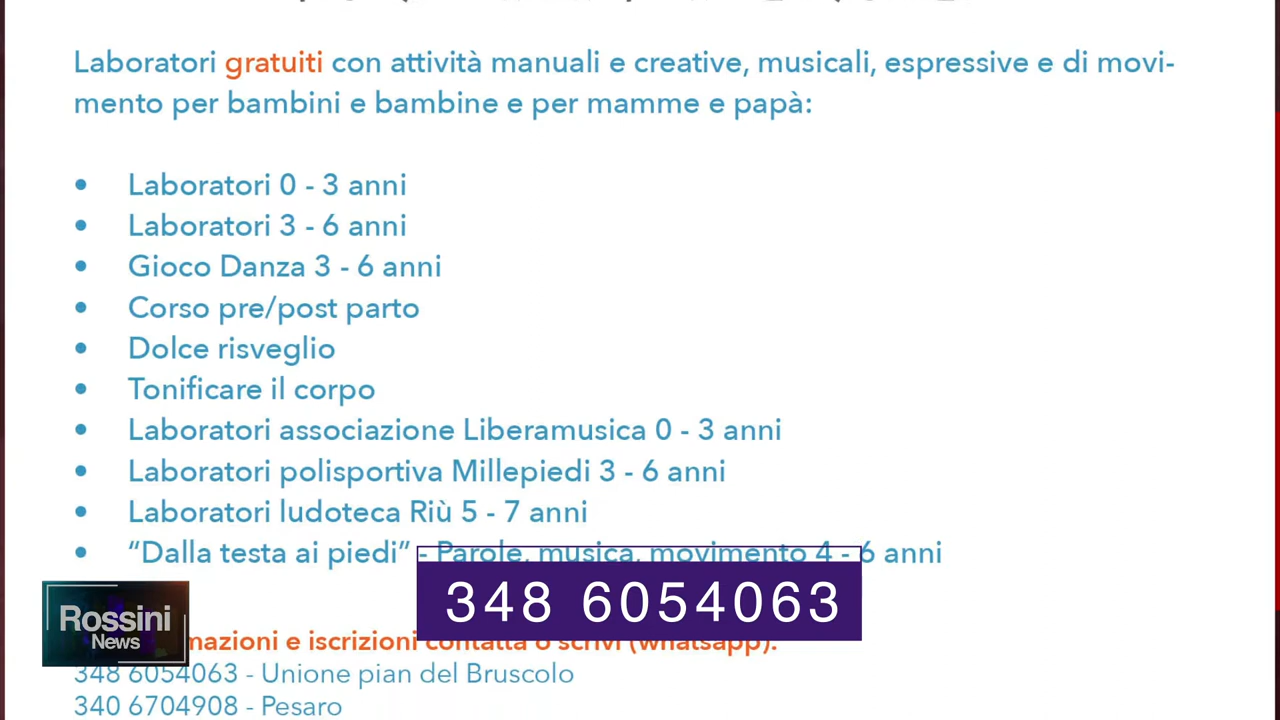 Laboratori gratuiti con attività manuali e creative, musicali, espressive e di movi-
mento per bambini e bambine e per mamme e papà:
• Laboratori 0 - 3 anni
• Laboratori 3 - 6 anni
• Gioco Danza 3 - 6 anni
• Corso pre/post parto
• Dolce risveglio
• Tonificare il corpo
• Laboratori associazione Liberamusica 0 - 3 anni
• Laboratori polisportiva Millepiedi 3 - 6 anni
• Laboratori ludoteca Riù 5 - 7 anni
• “Dalla testa ai piedi” - Parole, musica, movimento 4 - 6 anni
348 6054063
Rossini
News
mazioni e iscrizioni contatta o scrivi (whatsapp):
348 6054063 - Unione pian del Bruscolo
340 6704908 - Pesaro